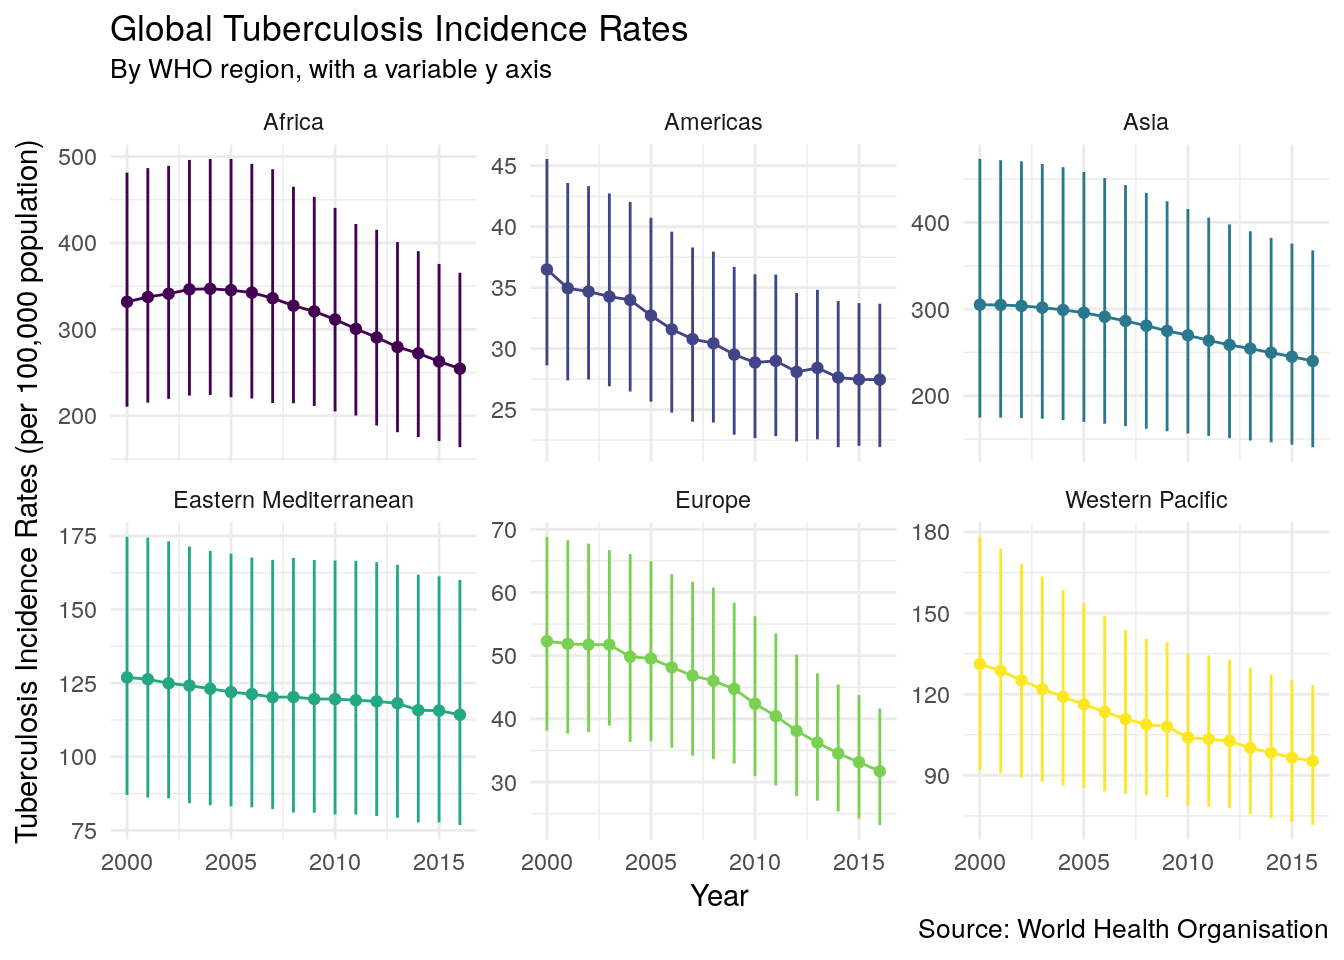 Global Tuberculosis Incidence Rates
By WHO region, with a variable y axis
Tuberculosis Incidence Rates (per 100,000 population)
Africa
500
400
300
200
Americas
45
40
35
30
25
Asia
400
300
200
Eastern Mediterranean
175
150
125
100
75
2000 2005 2010 2015
Europe
70
60
50
40
30
2000 2005 2010 2015
Western Pacific
180
150
120
90
2000 2005 2010 2015
Year
Source: World Health Organisation